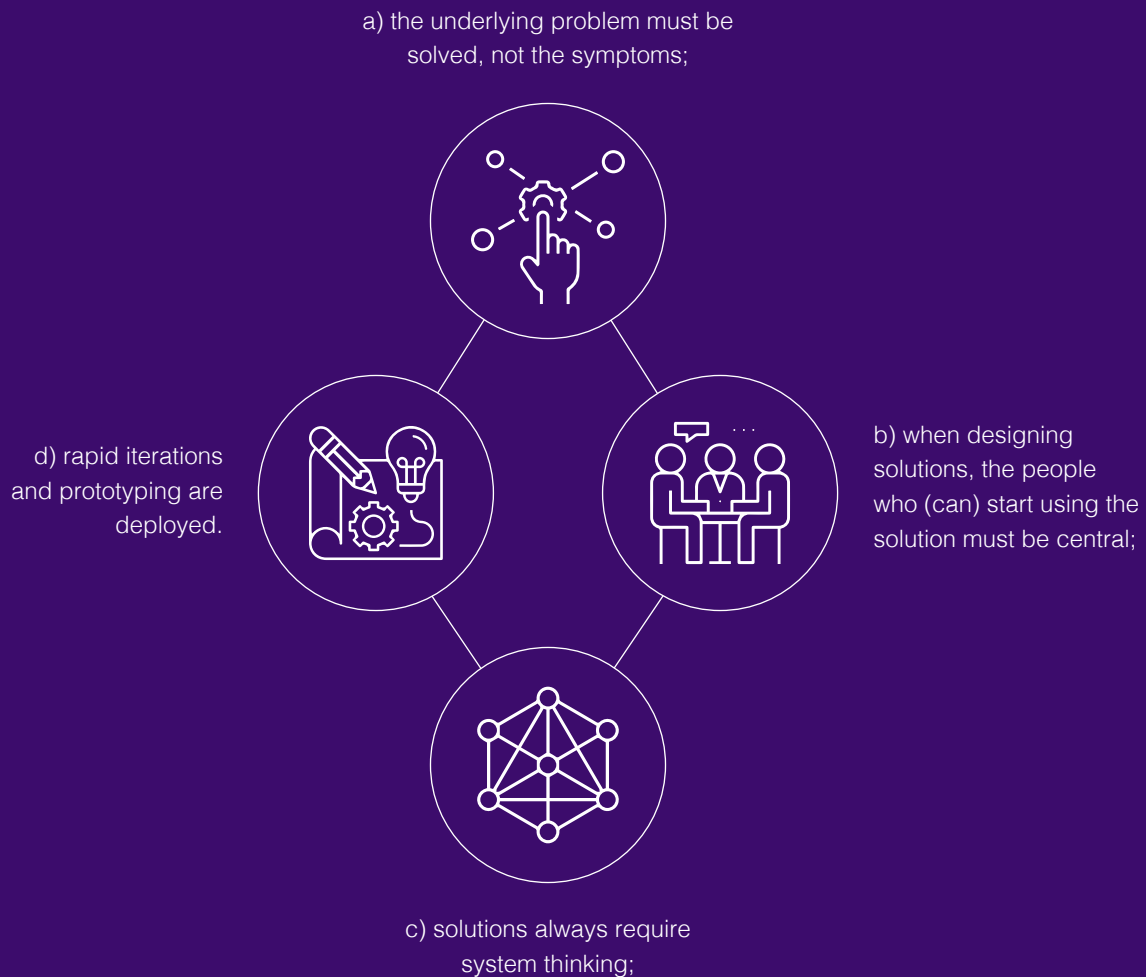 a) the underlying problem must be
solved, not the symptoms;
b) when designing
solutions, the people
who (can) start using the
solution must be central;
c) solutions always require
system thinking;
d) rapid iterations
and prototyping are
deployed.